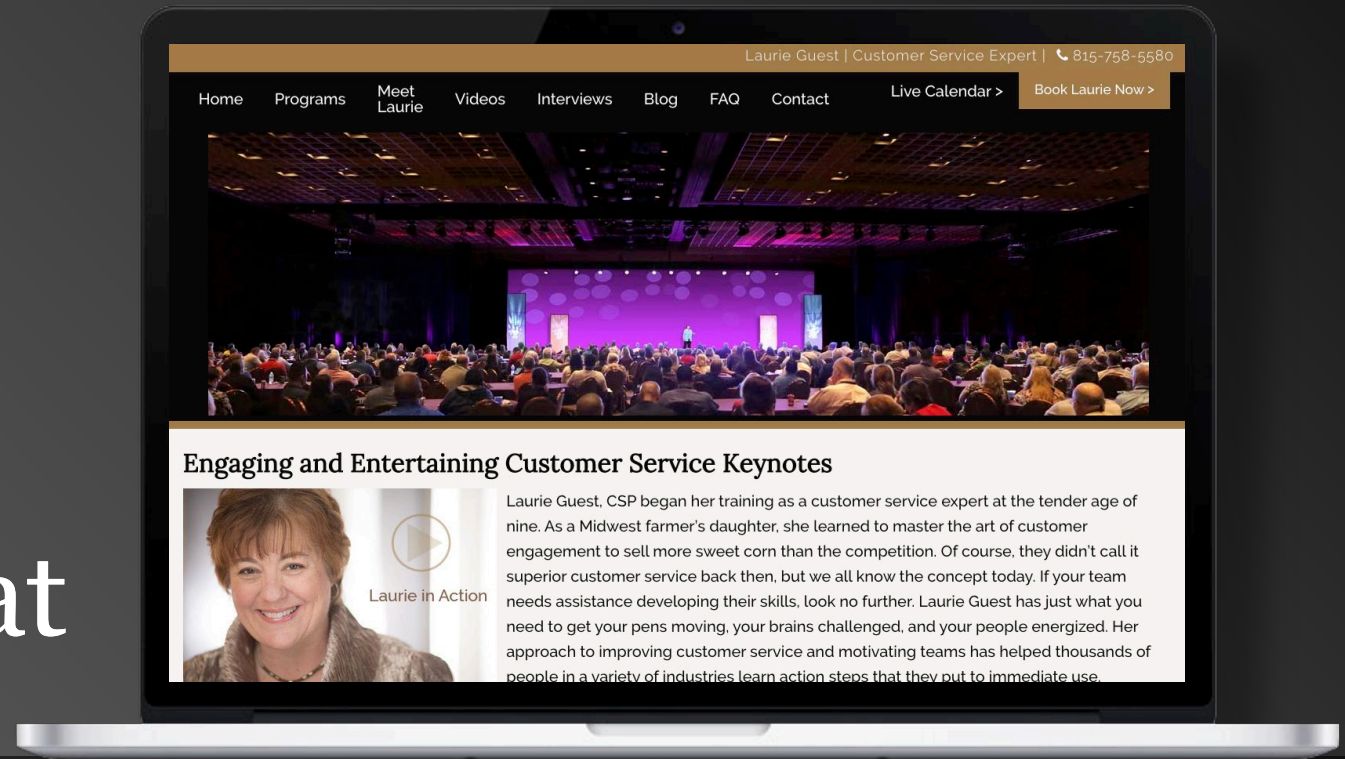 Laurie Guest | Customer Service Expert | 815-758-5580
Home Programs Meet Laurie Videos Interviews Blog FAQ Contact Live Calendar > Book Laurie Now >
Engaging and Entertaining Customer Service Keynotes
Laurie in Action
Laurie Guest, CSP began her training as a customer service expert at the tender age of
nine. As a Midwest farmer's daughter, she learned to master the art of customer
engagement to sell more sweet corn than the competition. Of course, they didn't call it
superior customer service back then, but we all know the concept today. If your team
needs assistance developing their skills, look no further. Laurie Guest has just what you
need to get your pens moving, your brains challenged, and your people energized. Her
approach to improving customer service and motivating teams has helped thousands of
people in a variety of industries learn action steps that they put to immediate use.